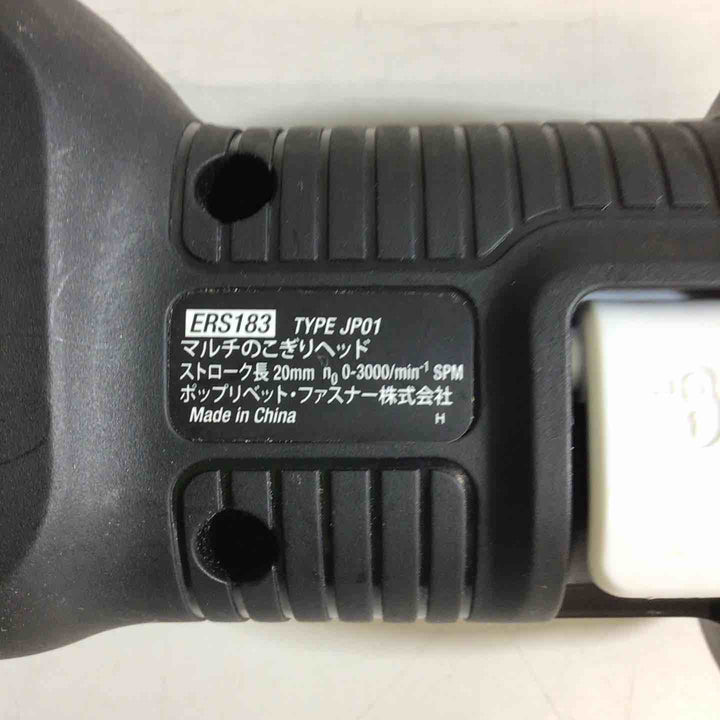 ERS183 TYPE JP01
マルチのこぎりヘッド
ストローク長 20mm n₀ 0-3000/min⁻¹ SPM
ポップリベット・ファスナー株式会社
Made in China H